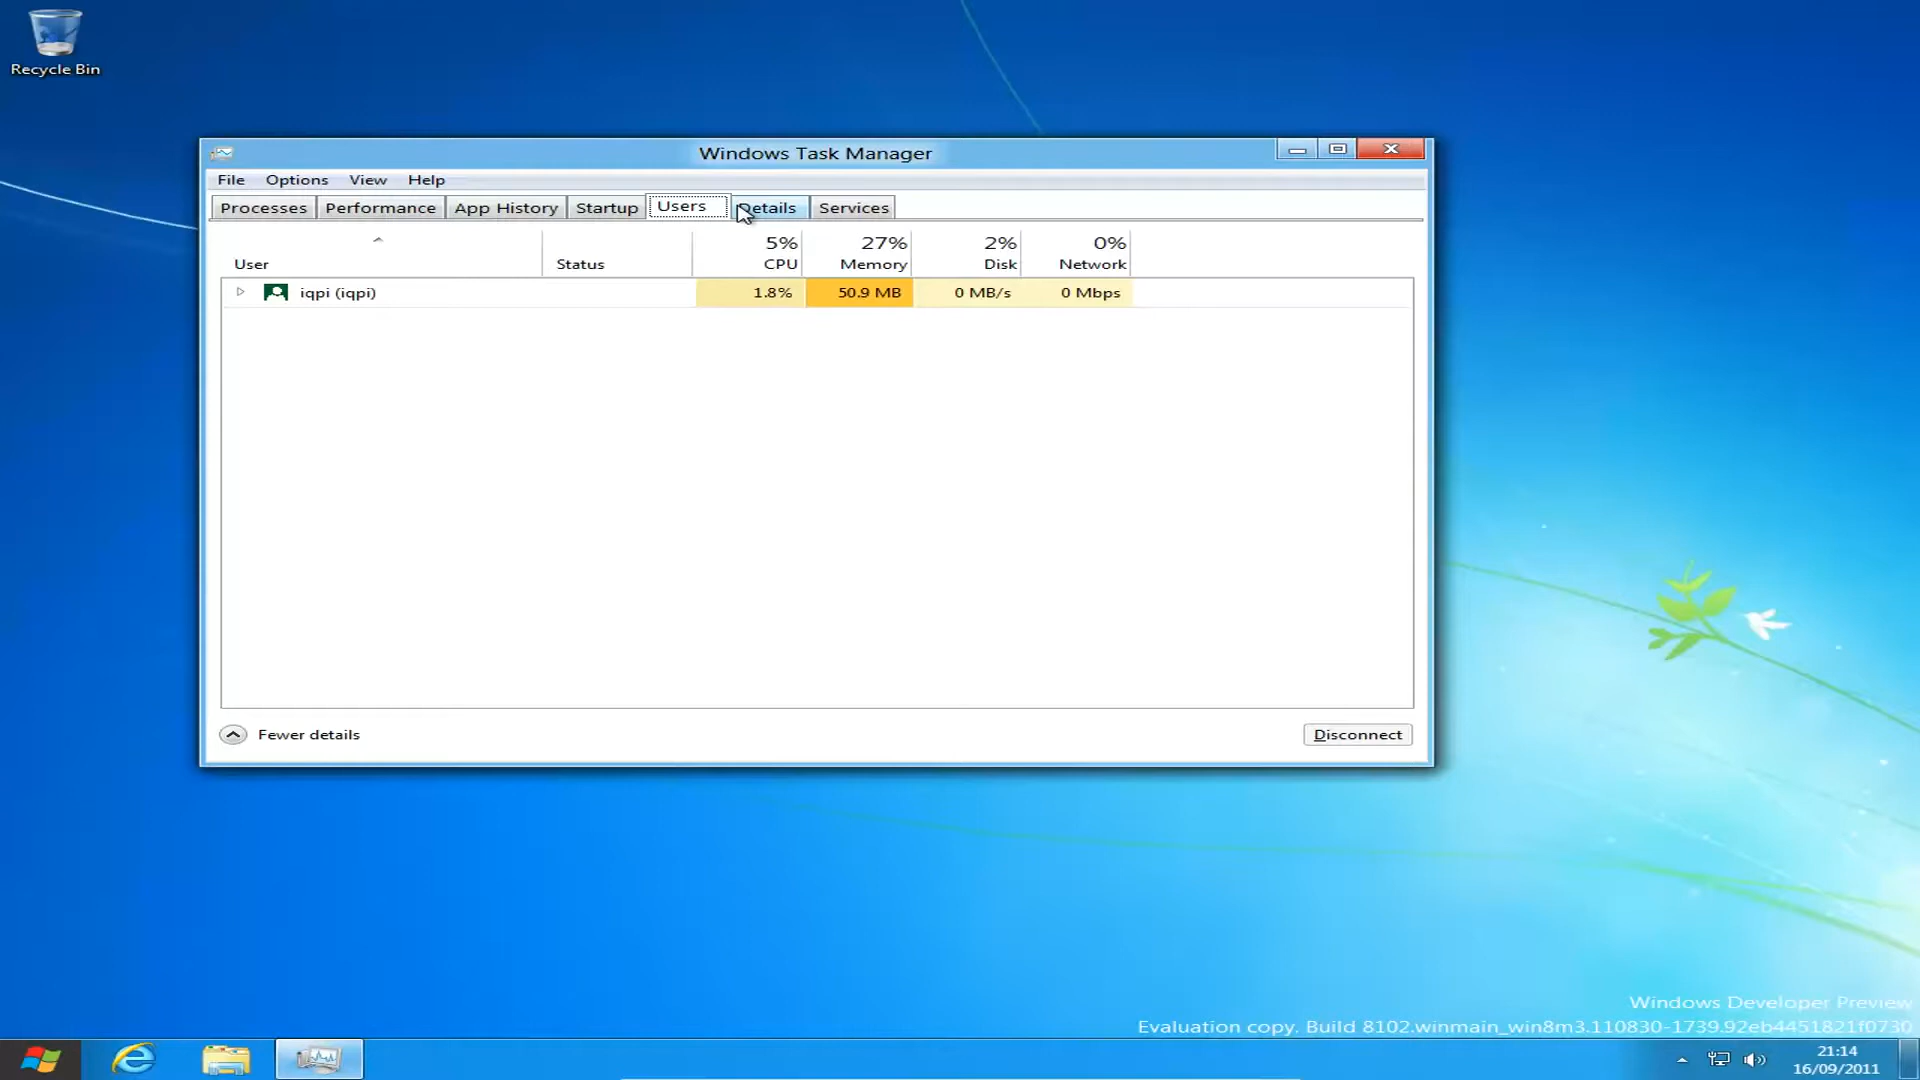 Recycle Bin
Windows Task Manager
File Options View Help
Processes Performance App History Startup Users Details Services
5% 27% 2% 0%
User Status CPU Memory Disk Network
iqpi (iqpi) 1.8% 50.9 MB 0 MB/s 0 Mbps
Fewer details Disconnect
Windows Developer Preview
Evaluation copy. Build 8102.winmain_win8m3.110830-1739.92eb4451821f0730
21:14
16/09/2011